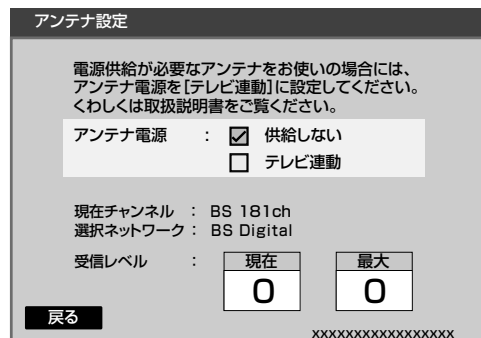 アンテナ設定
電源供給が必要なアンテナをお使いの場合には、
アンテナ電源を[テレビ連動]に設定してください。
くわしくは取扱説明書をご覧ください。
アンテナ電源 : 供給しない
テレビ連動
現在チャンネル : BS 181ch
選択ネットワーク : BS Digital
受信レベル : 現在 最大
0 0
戻る
xxxxxxxxxxxxxxxxx